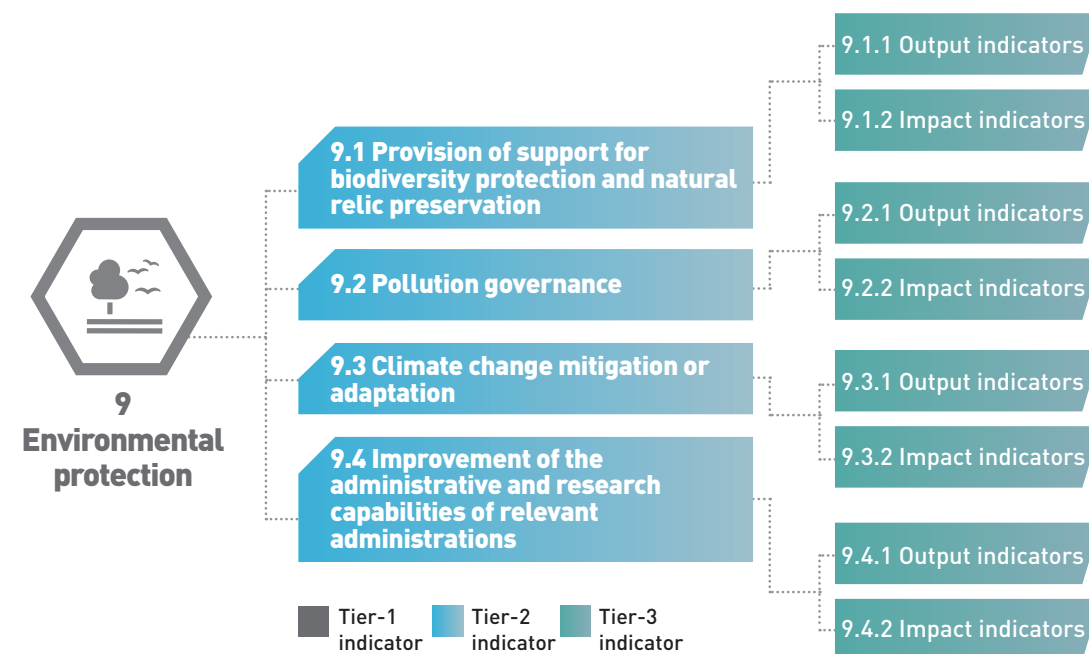 9
Environmental
protection
9.1 Provision of support for
biodiversity protection and natural
relic preservation
9.1.1 Output indicators
9.1.2 Impact indicators
9.2 Pollution governance
9.2.1 Output indicators
9.2.2 Impact indicators
9.3 Climate change mitigation or
adaptation
9.3.1 Output indicators
9.3.2 Impact indicators
9.4 Improvement of the
administrative and research
capabilities of relevant
administrations
9.4.1 Output indicators
9.4.2 Impact indicators
Tier-1
indicator
Tier-2
indicator
Tier-3
indicator